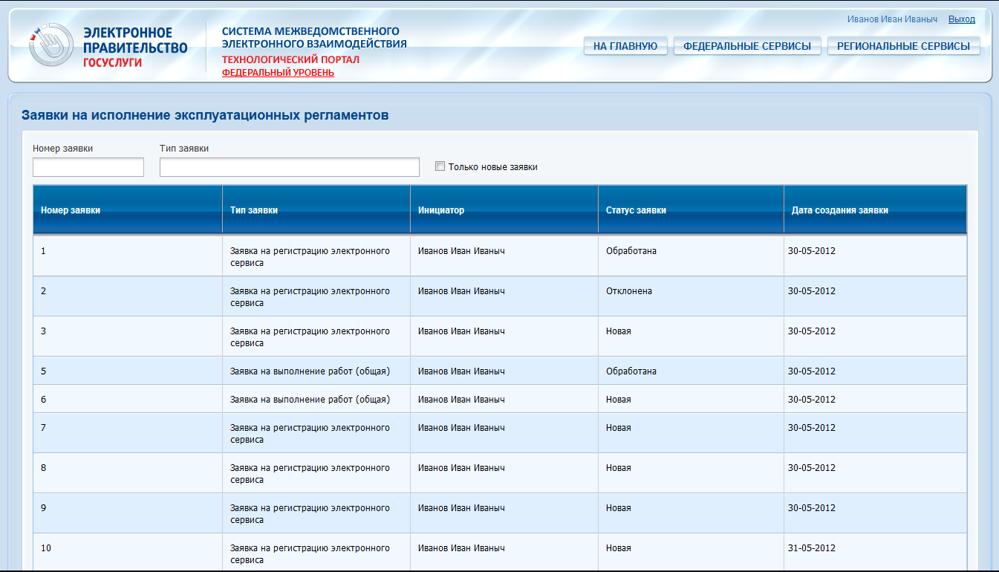 Иванов Иван Иваныч Выход
ЭЛЕКТРОННОЕ
ПРАВИТЕЛЬСТВО
ГОСУСЛУГИ
СИСТЕМА МЕЖВЕДОМСТВЕННОГО
ЭЛЕКТРОННОГО ВЗАИМОДЕЙСТВИЯ
ТЕХНОЛОГИЧЕСКИЙ ПОРТАЛ
ФЕДЕРАЛЬНЫЙ УРОВЕНЬ
НА ГЛАВНУЮ ФЕДЕРАЛЬНЫЕ СЕРВИСЫ РЕГИОНАЛЬНЫЕ СЕРВИСЫ
Заявки на исполнение эксплуатационных регламентов
Номер заявки Тип заявки
Только новые заявки
Номер заявки Тип заявки Инициатор Статус заявки Дата создания заявки
1 Заявка на регистрацию электронного Иванов Иван Иваныч Обработана 30-05-2012
сервиса
2 Заявка на регистрацию электронного Иванов Иван Иваныч Отклонена 30-05-2012
сервиса
3 Заявка на регистрацию электронного Иванов Иван Иваныч Новая 30-05-2012
сервиса
5 Заявка на выполнение работ (общая) Иванов Иван Иваныч Обработана 30-05-2012
6 Заявка на выполнение работ (общая) Иванов Иван Иваныч Новая 30-05-2012
7 Заявка на регистрацию электронного Иванов Иван Иваныч Новая 30-05-2012
сервиса
8 Заявка на регистрацию электронного Иванов Иван Иваныч Новая 30-05-2012
сервиса
9 Заявка на регистрацию электронного Иванов Иван Иваныч Новая 30-05-2012
сервиса
10 Заявка на регистрацию электронного Иванов Иван Иваныч Новая 31-05-2012
сервиса